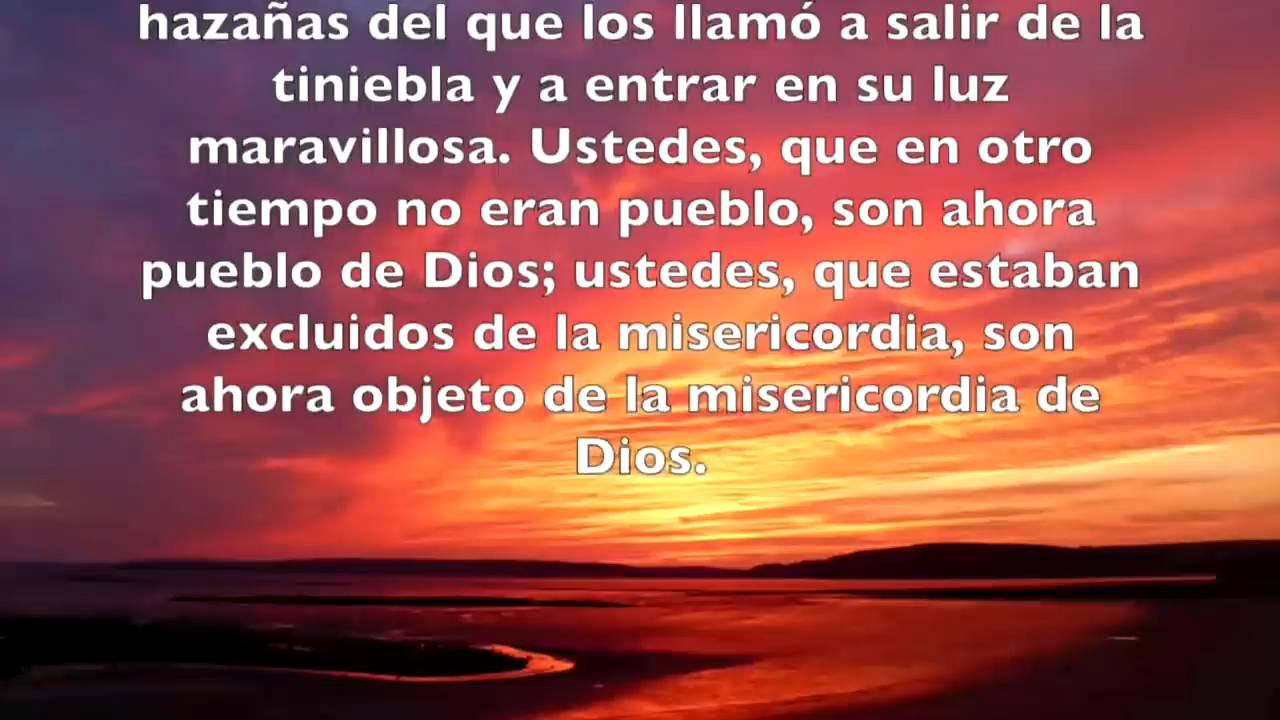 hazañas del que los llamó a salir de la
tiniebla y a entrar en su luz
maravillosa. Ustedes, que en otro
tiempo no eran pueblo, son ahora
pueblo de Dios; ustedes, que estaban
excluidos de la misericordia, son
ahora objeto de la misericordia de
Dios.